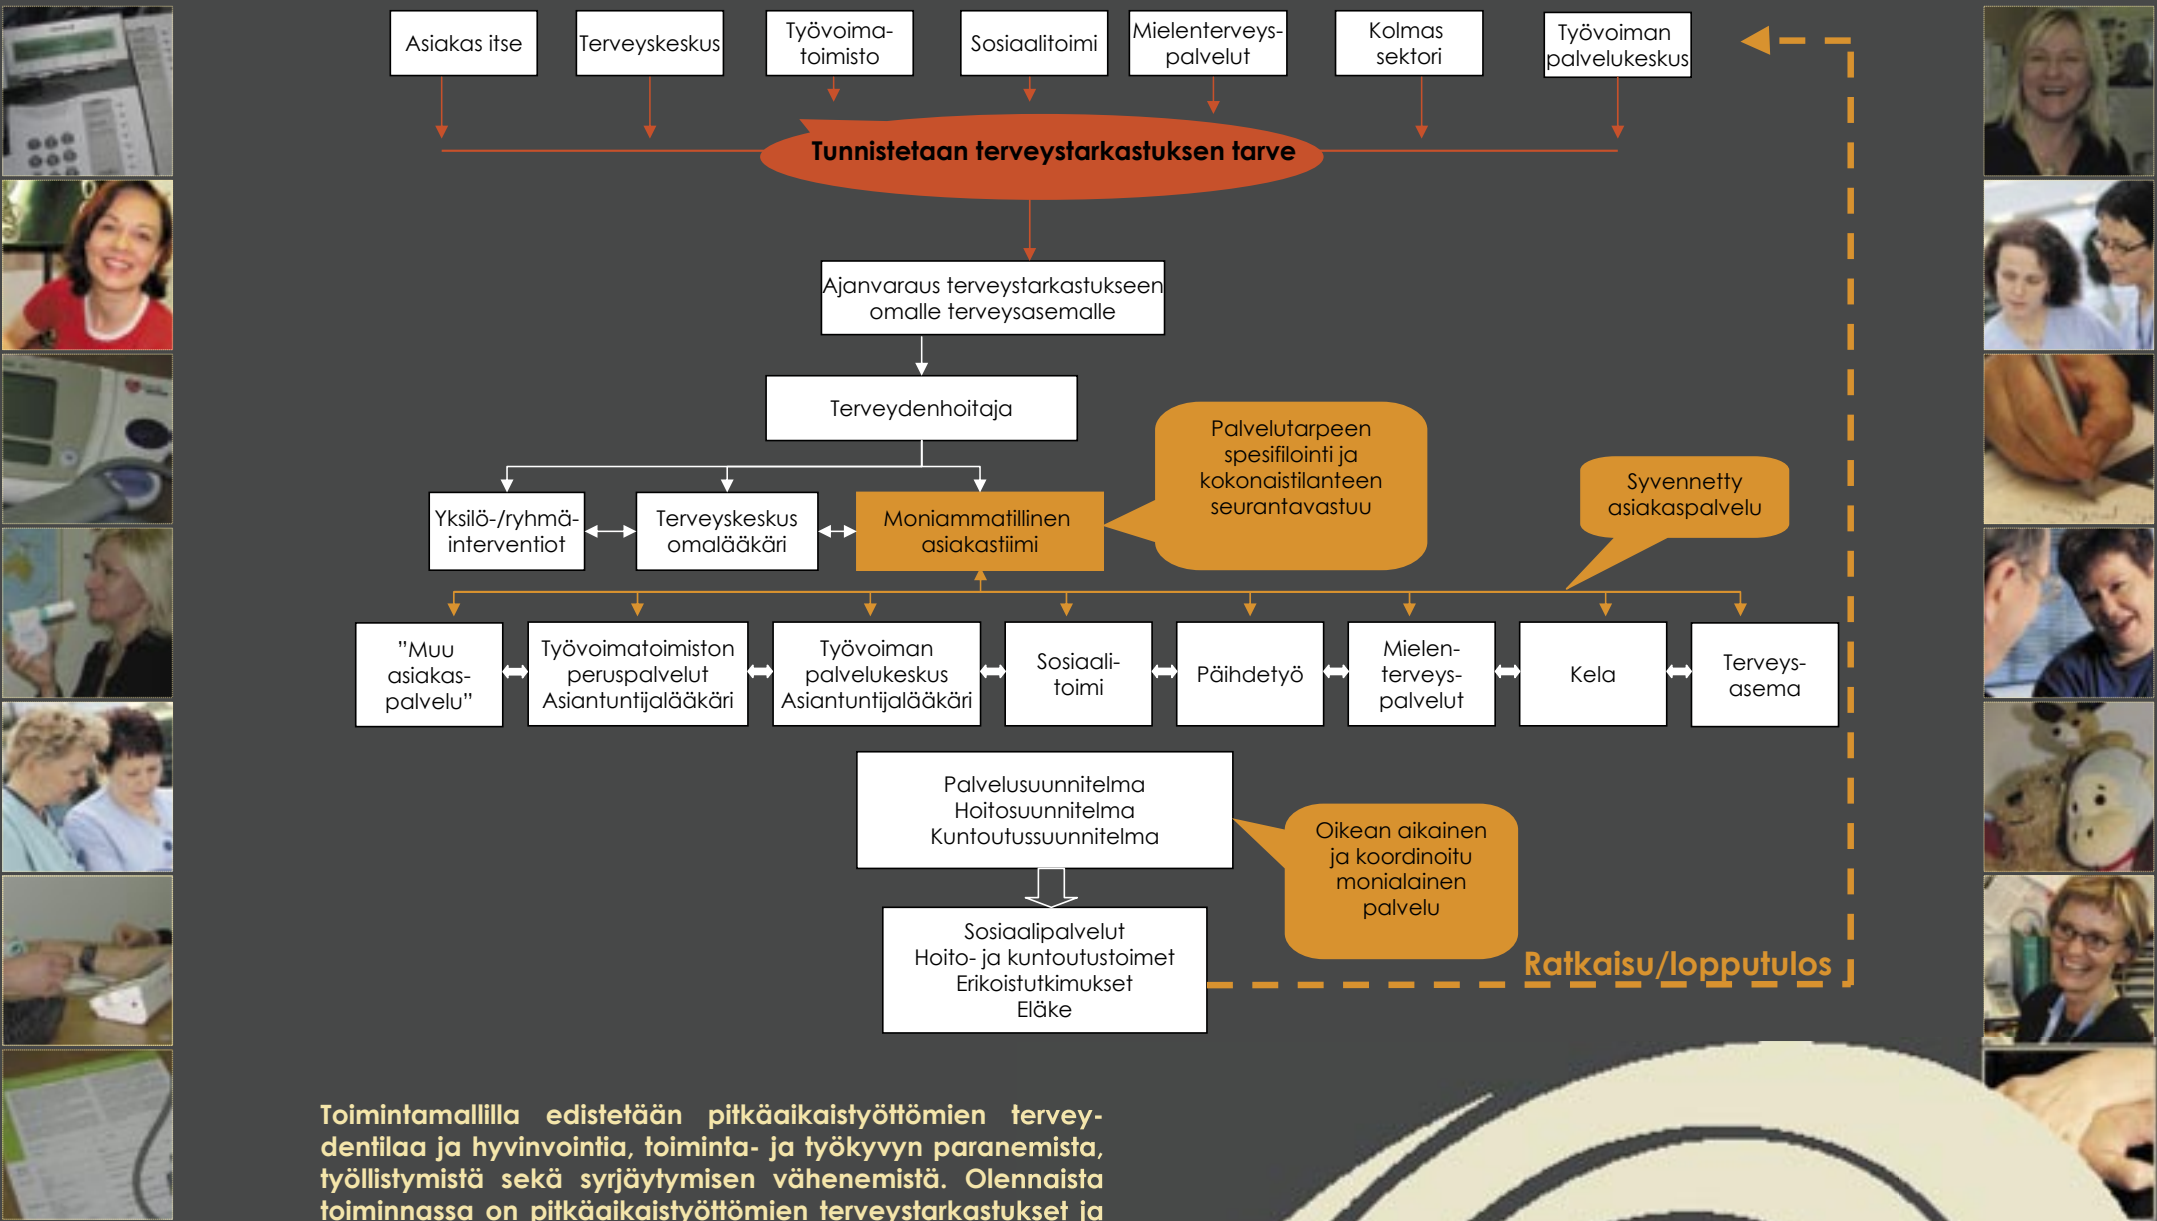 Asiakas itse
Terveyskeskus
Työvoima-
toimisto
Sosiaalitoimi
Mielenterveys-
palvelut
Kolmas
sektori
Työvoiman
palvelukeskus
Tunnistetaan terveystarkastuksen tarve
Ajanvaraus terveystarkastukseen
omalle terveysasemalle
Terveydenhoitaja
Palvelutarpeen
spesifilointi ja
kokonaistilanteen
seurantavastuu
Syvennetty
asiakaspalvelu
Yksilö-/ryhmä-
interventiot
Terveyskeskus
omalääkäri
Moniammatillinen
asiakastiimi
”Muu
asiakas-
palvelu”
Työvoimatoimiston
peruspalvelut
Asiantuntijalääkäri
Työvoiman
palvelukeskus
Asiantuntijalääkäri
Sosiaali-
toimi
Päihdetyö
Mielen-
terveys-
palvelut
Kela
Terveys-
asema
Palvelusuunnitelma
Hoitosuunnitelma
Kuntoutussuunnitelma
Oikean aikainen
ja koordinoitu
monialainen
palvelu
Sosiaalipalvelut
Hoito- ja kuntoutustoimet
Erikoistutkimukset
Eläke
Ratkaisu/lopputulos
Toimintamallilla edistetään pitkäaikaistyöttömien tervey-
dentilaa ja hyvinvointia, toiminta- ja työkyvyn paranemista,
työllistymistä sekä syrjäytymisen vähenemistä. Olennaista
toiminnassa on pitkäaikaistyöttömien terveystarkastukset ja